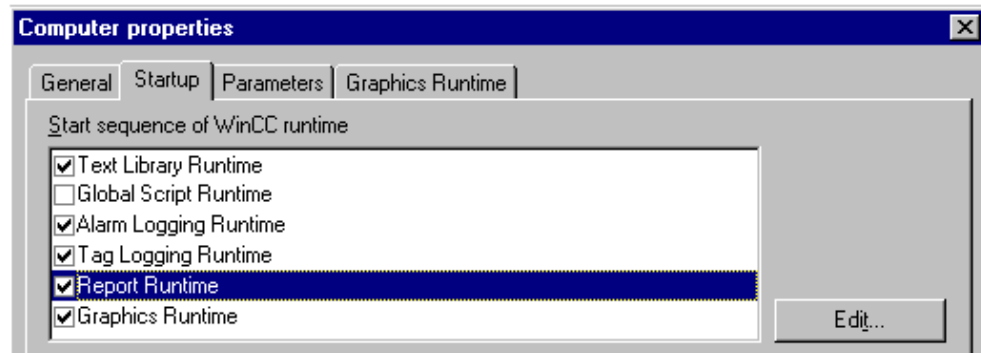 Computer properties
General Startup Parameters Graphics Runtime
Start sequence of WinCC runtime
Text Library Runtime
Global Script Runtime
Alarm Logging Runtime
Tag Logging Runtime
Report Runtime
Graphics Runtime
Edit...